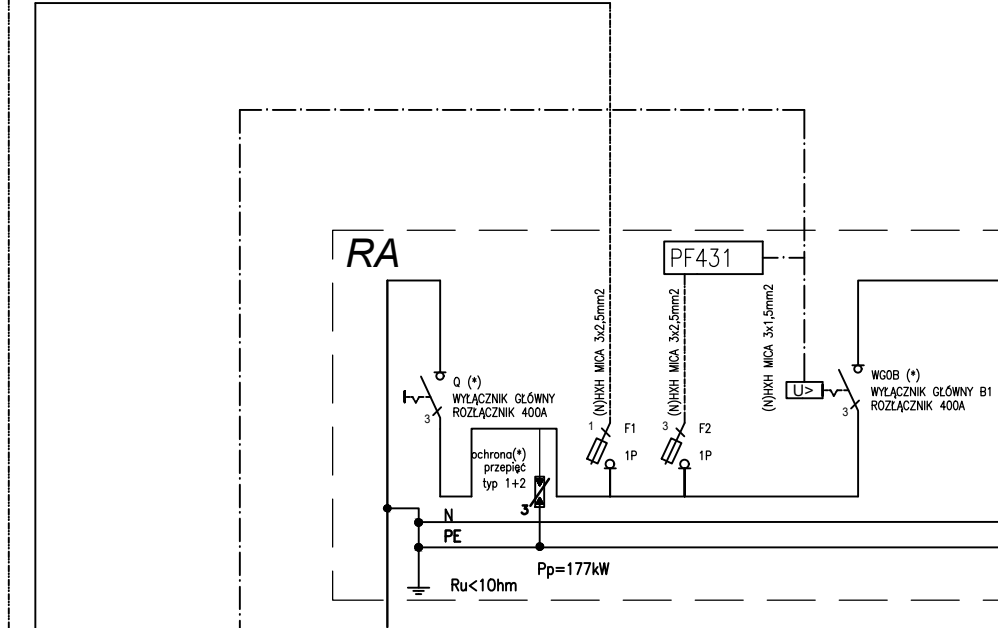 RA
PF431
(N)HXH MICA 3x2,5mm2
(N)HXH MICA 3x2,5mm2
(N)HXH MICA 3x1,5mm2
Q (*)
WYŁĄCZNIK GŁÓWNY
ROZŁĄCZNIK 400A
3
U>
WGOB (*)
WYŁĄCZNIK GŁÓWNY B1
ROZŁĄCZNIK 400A
3
1
F1
1P
3
F2
1P
ochrona(*)
przepięć
typ 1+2
3
N
PE
Pp=177kW
Ru<10hm